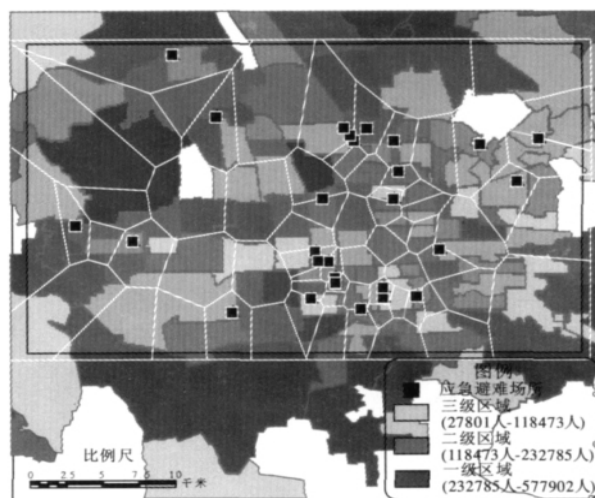 图例
应急避难场所
三级区域
(27801人-118473人)
二级区域
(118473人-232785人)
一级区域
(232785人-577902人)
比例尺
0 2.5 5 10 千米